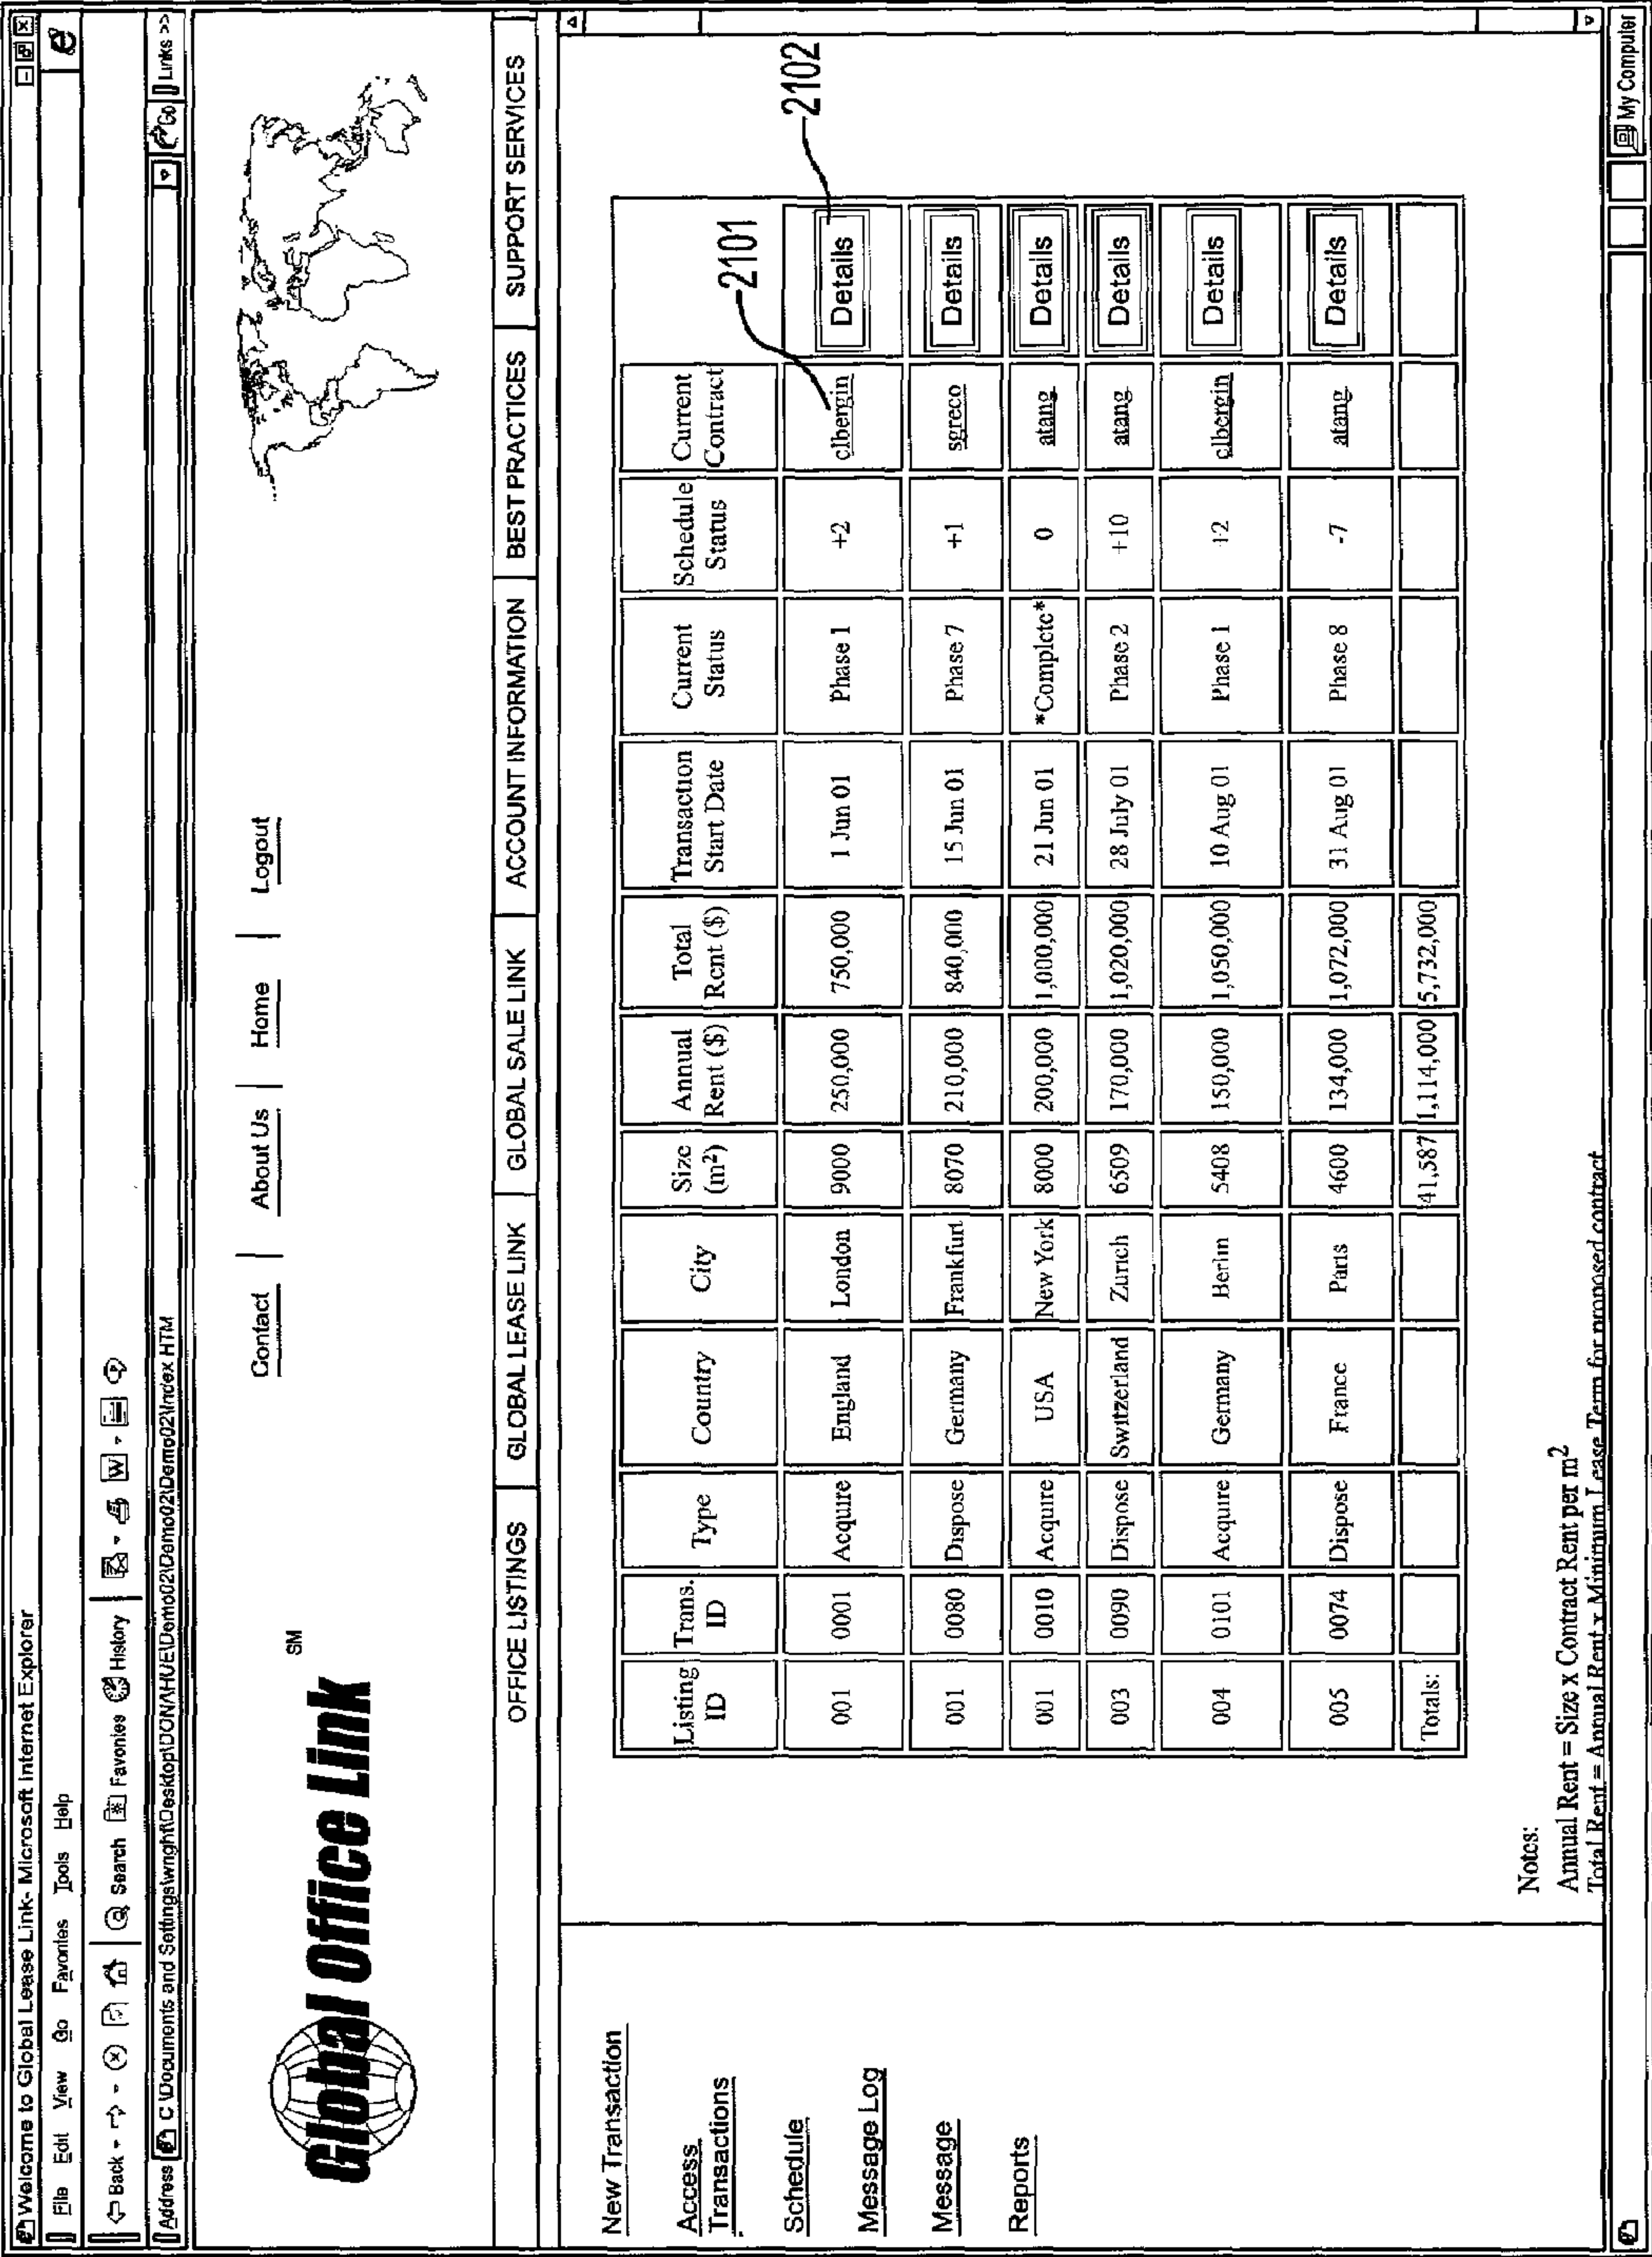 Welcome to Global Lease Link- Microsoft Internet Explorer
File Edit View Go Favorites Tools Help
Back Search Favorites History
Address C \Documents and Settings\wright\Desktop\DONAHUE\Demo02\Demo02\Demo02\Index HTM Go Links >>
Global Office Link SM
Contact | About Us | Home | Logout
OFFICE LISTINGS | GLOBAL LEASE LINK | GLOBAL SALE LINK | ACCOUNT INFORMATION | BEST PRACTICES | SUPPORT SERVICES
New Transaction
Access
Transactions
Schedule
Message Log
Message
Reports
2101
2102
Listing ID Trans. ID Type Country City Size (m²) Annual Rent ($) Total Rent ($) Transaction Start Date Current Status Schedule Status Current Contract
001 0001 Acquire England London 9000 250,000 750,000 1 Jun 01 Phase 1 +2 clbergin Details
001 0080 Dispose Germany Frankfurt 8070 210,000 840,000 15 Jun 01 Phase 7 +1 sgreco Details
001 0010 Acquire USA New York 8000 200,000 1,000,000 21 Jun 01 *Complete* 0 atang Details
003 0090 Dispose Switzerland Zurich 6509 170,000 1,020,000 28 July 01 Phase 2 +10 atang Details
004 0101 Acquire Germany Berlin 5408 150,000 1,050,000 10 Aug 01 Phase 1 +2 clbergin Details
005 0074 Dispose France Paris 4600 134,000 1,072,000 31 Aug 01 Phase 8 -7 atang Details
Totals: 41,587 1,114,000 5,732,000
Notes:
Annual Rent = Size x Contract Rent per m²
Total Rent = Annual Rent x Minimum Lease Term for proposed contract
My Computer